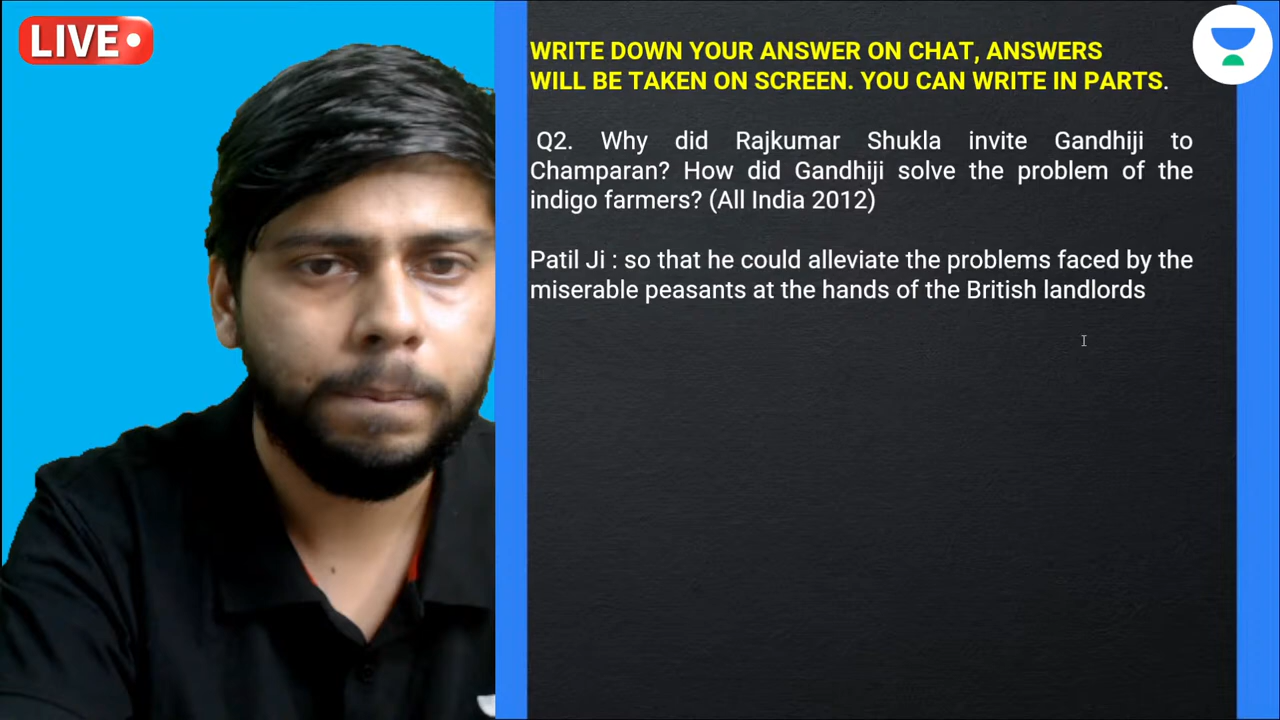 LIVE
WRITE DOWN YOUR ANSWER ON CHAT, ANSWERS
WILL BE TAKEN ON SCREEN. YOU CAN WRITE IN PARTS.
Q2. Why did Rajkumar Shukla invite Gandhiji to
Champaran? How did Gandhiji solve the problem of the
indigo farmers? (All India 2012)
Patil Ji : so that he could alleviate the problems faced by the
miserable peasants at the hands of the British landlords